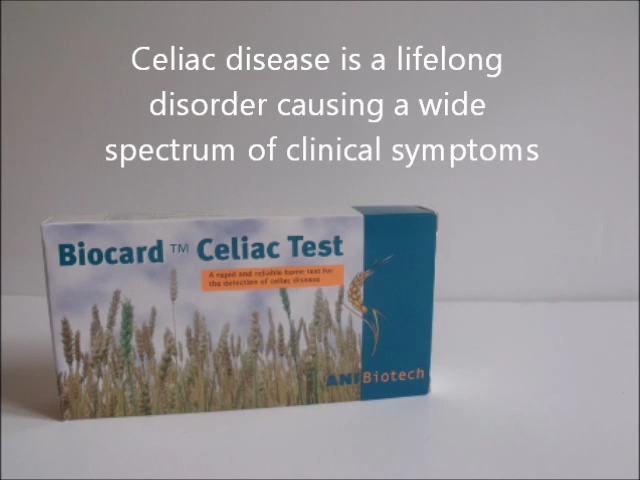 Celiac disease is a lifelong
disorder causing a wide
spectrum of clinical symptoms
Biocard™ Celiac Test
A rapid and reliable home test for
the detection of celiac disease
ANI Biotech